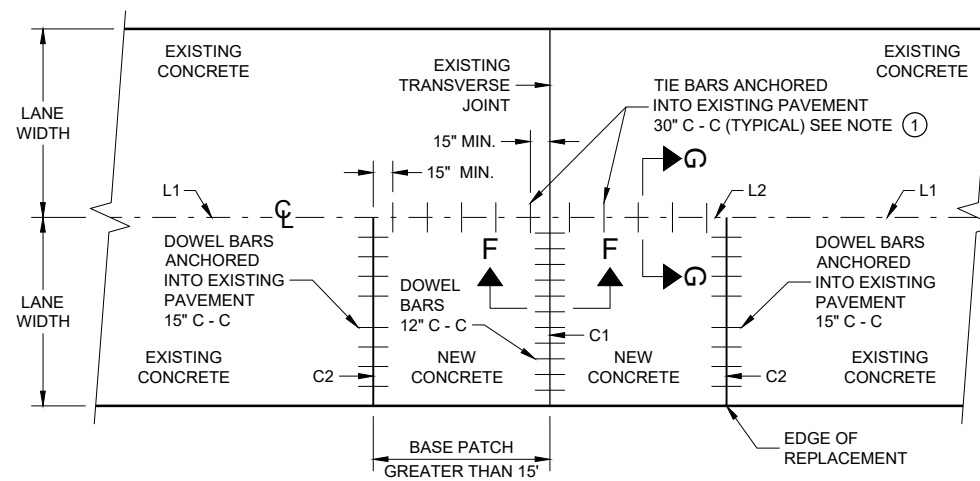 EXISTING
CONCRETE
EXISTING
TRANSVERSE
JOINT
TIE BARS ANCHORED
INTO EXISTING PAVEMENT
30" C - C (TYPICAL) SEE NOTE 1
EXISTING
CONCRETE
LANE
WIDTH
15" MIN.
15" MIN.
G
L1
CL
L2
L1
DOWEL BARS
ANCHORED
INTO EXISTING
PAVEMENT
15" C - C
F
F
G
DOWEL BARS
ANCHORED
INTO EXISTING
PAVEMENT
15" C - C
LANE
WIDTH
DOWEL
BARS
12" C - C
C1
EXISTING
CONCRETE
C2
NEW
CONCRETE
NEW
CONCRETE
C2
EXISTING
CONCRETE
BASE PATCH
GREATER THAN 15'
EDGE OF
REPLACEMENT